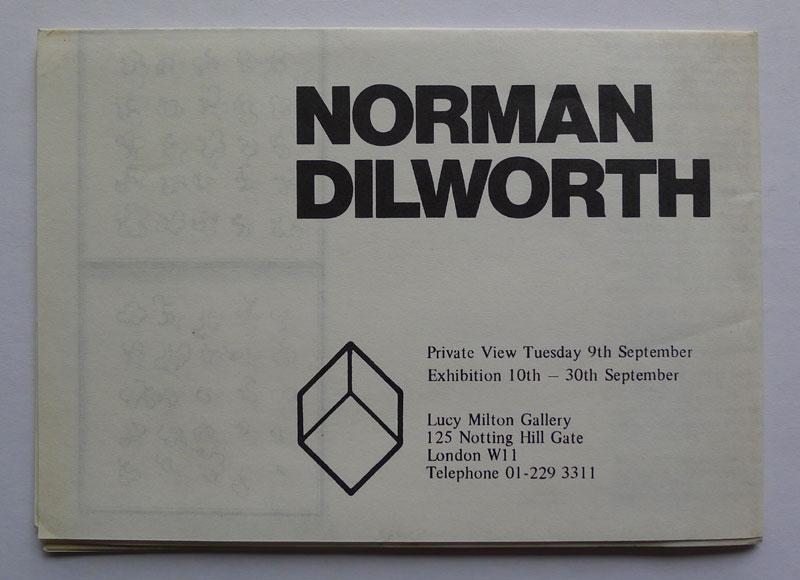 NORMAN
DILWORTH
Private View Tuesday 9th September
Exhibition 10th – 30th September
Lucy Milton Gallery
125 Notting Hill Gate
London W11
Telephone 01-229 3311